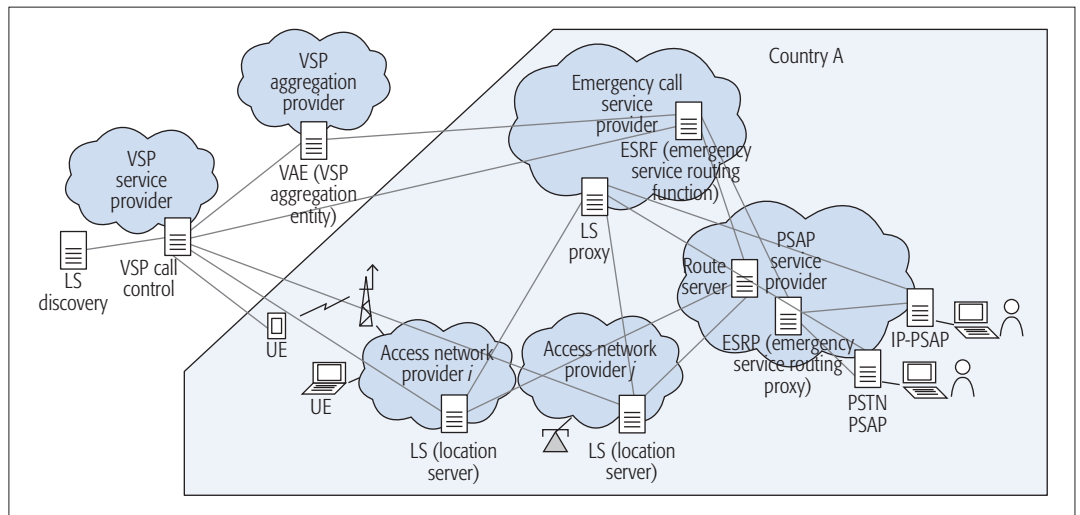 Country A
VSP
aggregation
provider
VAE (VSP
aggregation
entity)
VSP
service
provider
VSP call
control
LS
discovery
Emergency call
service
provider
ESRF (emergency
service routing
function)
LS
proxy
PSAP
service
provider
Route
server
ESRP (emergency
service routing
proxy)
IP-PSAP
PSTN
PSAP
UE
UE
Access network
provider i
LS (location
server)
Access network
provider j
LS (location
server)